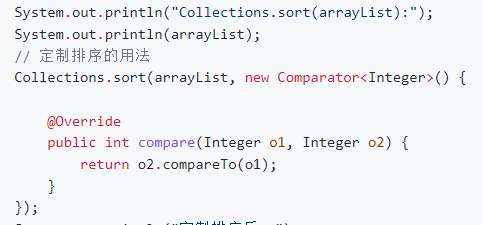 System.out.println("Collections.sort(arrayList):");
System.out.println(arrayList);
// 定制排序的用法
Collections.sort(arrayList, new Comparator<Integer>() {
@Override
public int compare(Integer o1, Integer o2) {
return o2.compareTo(o1);
}
});